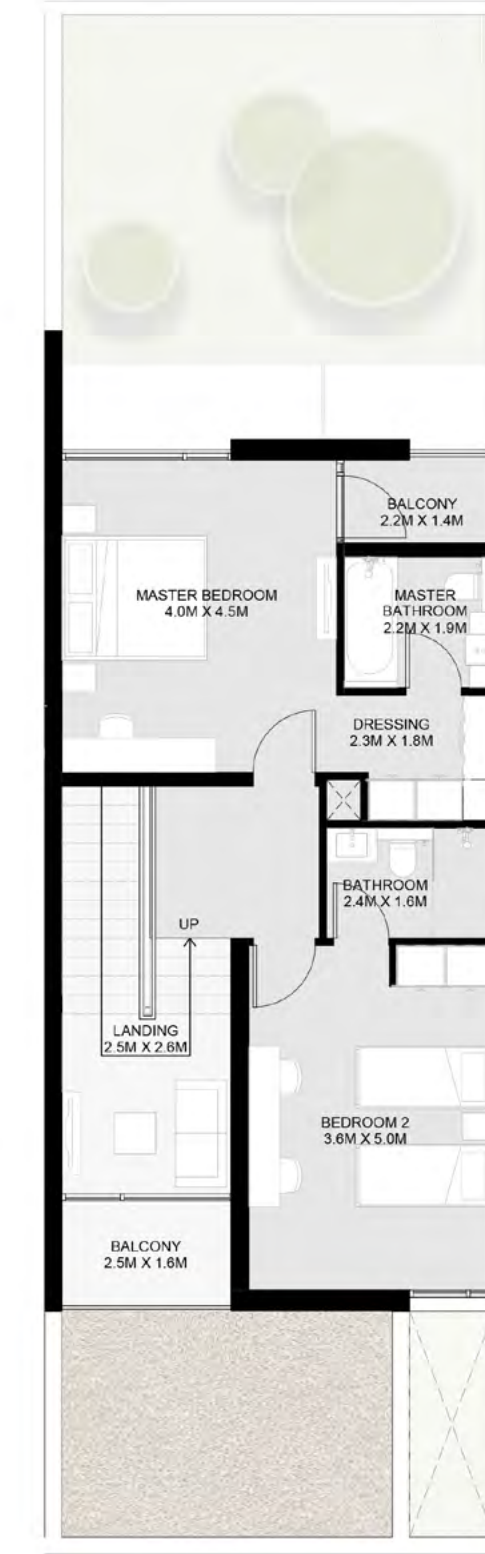 BALCONY
2.2M X 1.4M
MASTER BEDROOM
4.0M X 4.5M
MASTER
BATHROOM
2.2M X 1.9M
DRESSING
2.3M X 1.8M
BATHROOM
2.4M X 1.6M
UP
LANDING
2.5M X 2.6M
BEDROOM 2
3.6M X 5.0M
BALCONY
2.5M X 1.6M